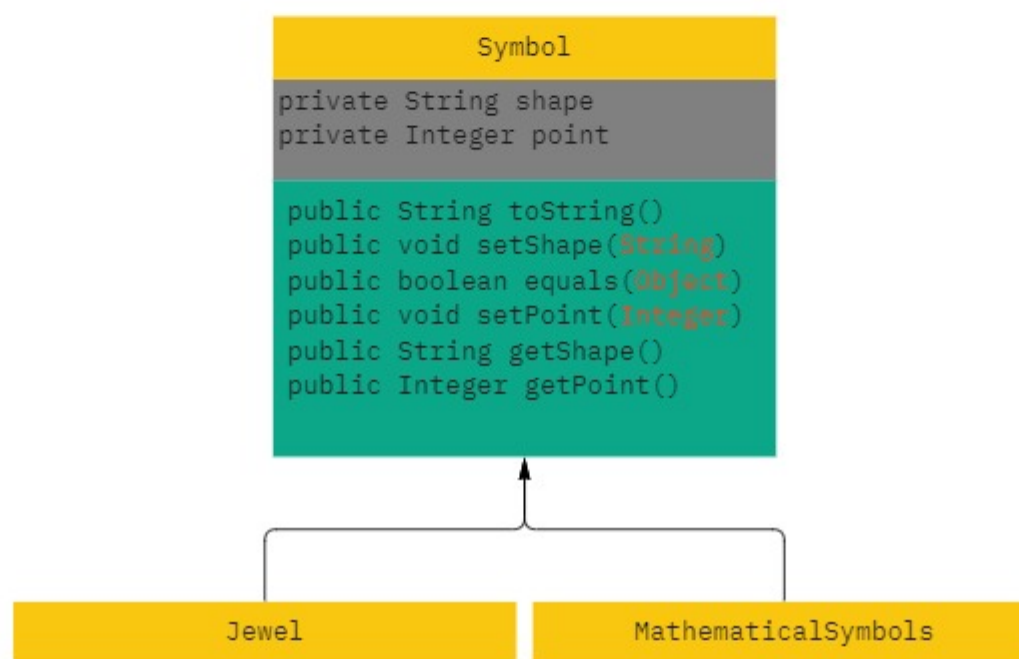 Symbol
private String shape
private Integer point
public String toString()
public void setShape(String)
public boolean equals(Object)
public void setPoint(Integer)
public String getShape()
public Integer getPoint()
Jewel
MathematicalSymbols